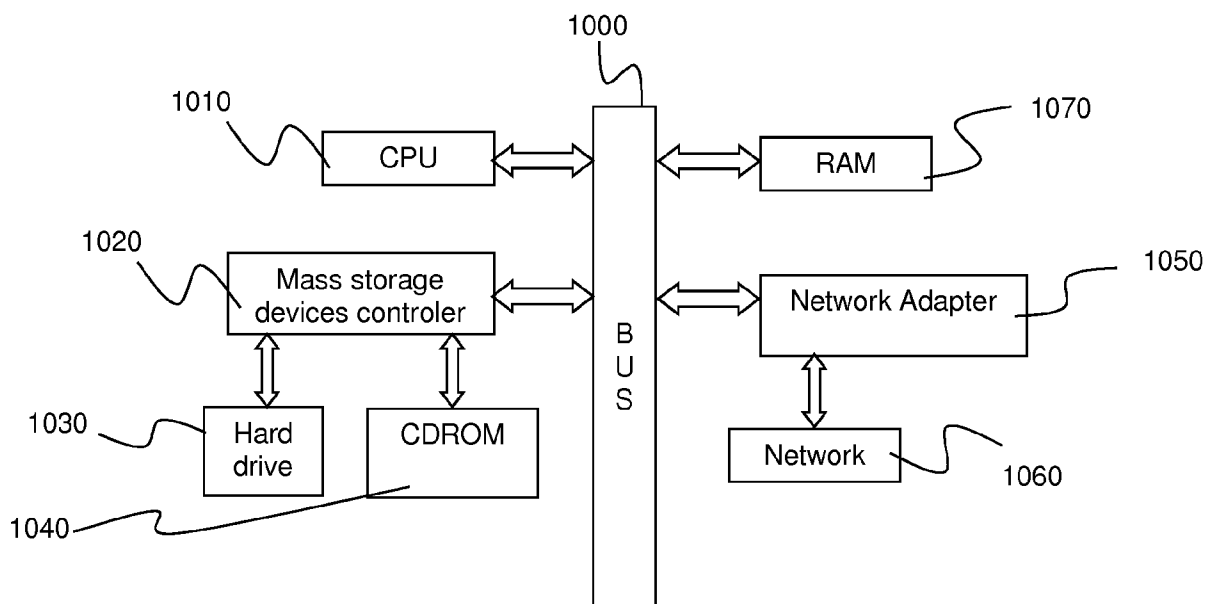 1000
1010
CPU
RAM
1070
1020
Mass storage
devices controler
1050
Network Adapter
B
U
S
1030
Hard
drive
CDROM
Network
1060
1040